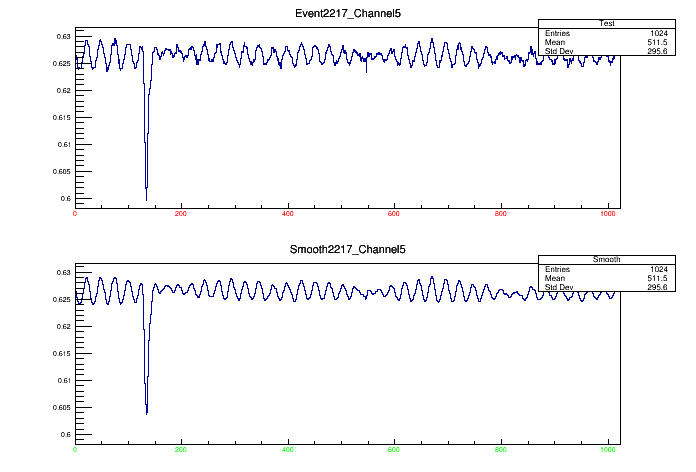 Event2217_Channel5
Test
Entries 1024
Mean 511.5
Std Dev 295.6
0.63
0.625
0.62
0.615
0.61
0.605
0.6
0 200 400 600 800 1000
Smooth2217_Channel5
Smooth
Entries 1024
Mean 511.5
Std Dev 295.6
0.63
0.625
0.62
0.615
0.61
0.605
0.6
0 200 400 600 800 1000